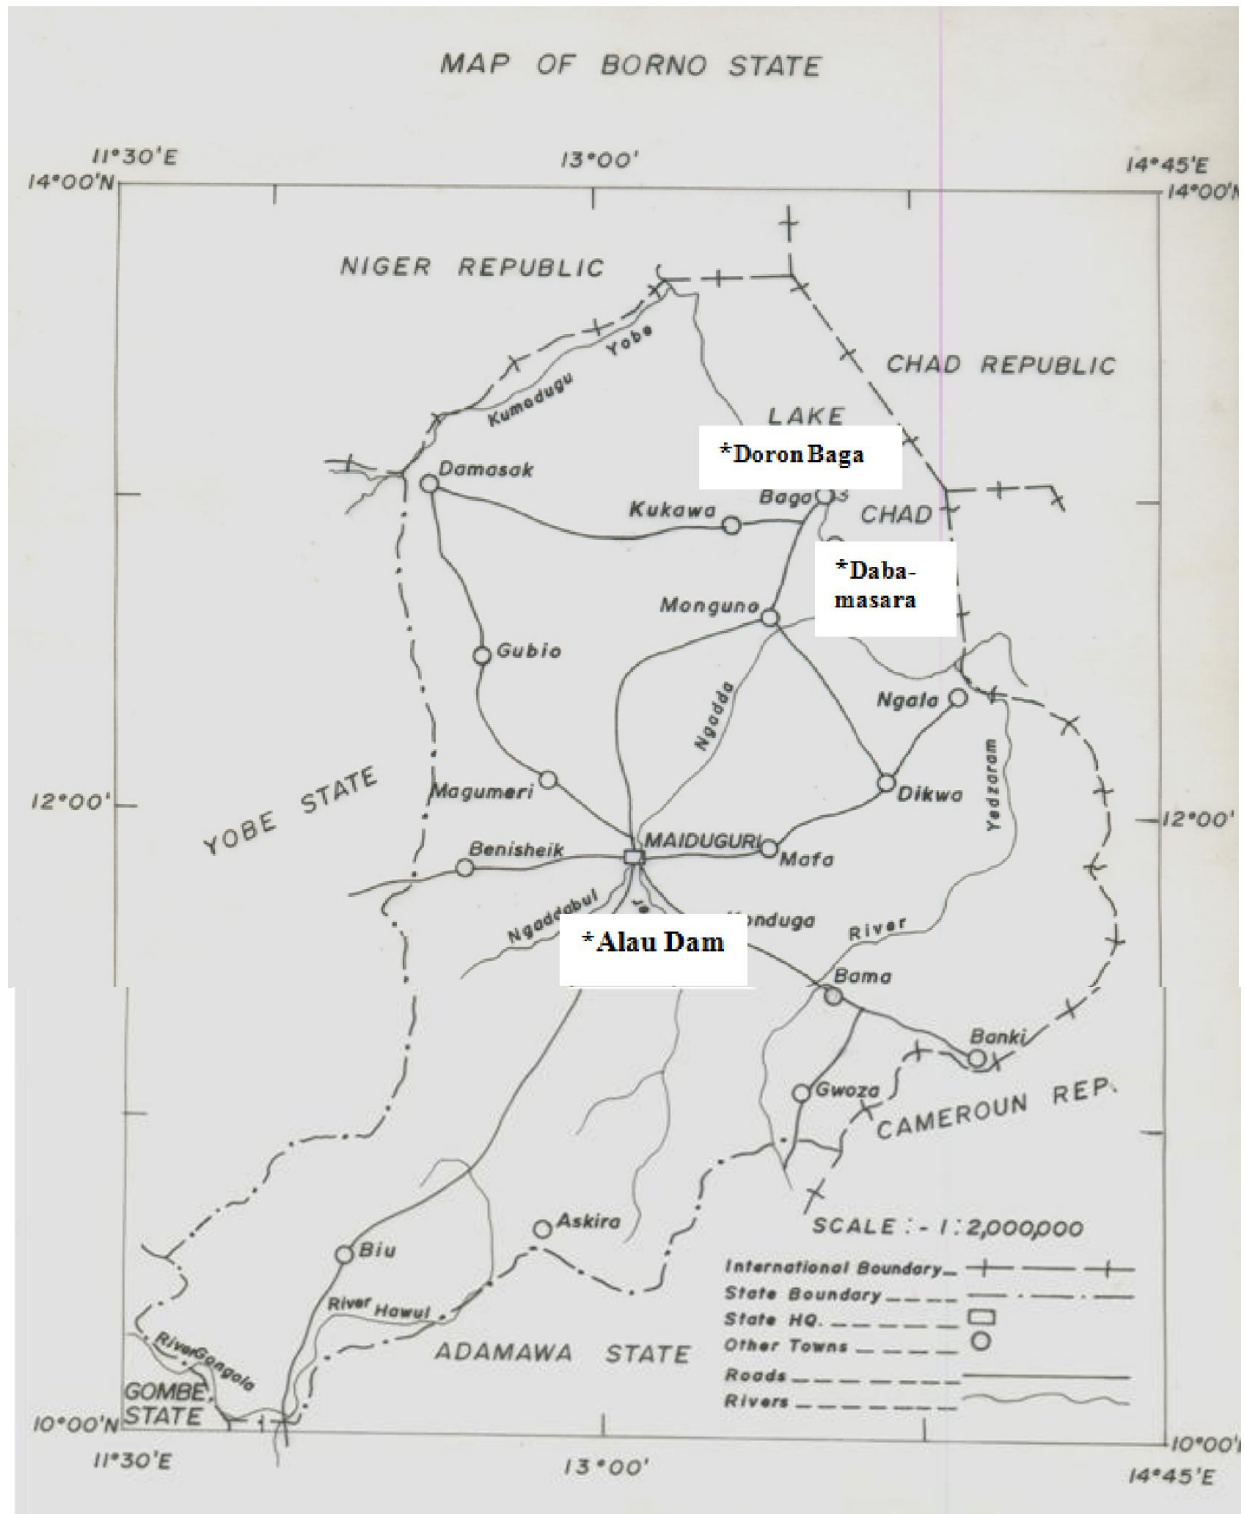 MAP OF BORNO STATE
11°30'E
13°00'
14°45'E
14°00'N
14°00'N
NIGER REPUBLIC
Yobe
Kumadugu
CHAD REPUBLIC
LAKE
*Doron Baga
Damasak
Baga
Kukawa
CHAD
*Daba-
masara
Monguno
Gubio
Ngala
Ngadda
Yedzaram
Magumeri
Dikwa
12°00'
12°00'
YOBE STATE
MAIDUGURI
Benisheik
Mafa
Ngaddabul
Konduga
River
*Alau Dam
Bama
Banki
Gwoza
CAMEROUN REP.
Askira
SCALE :- 1:2,000,000
Biu
International Boundary
State Boundary
River Hawul
State HQ.
Other Towns
River Gongola
ADAMAWA STATE
Roads
GOMBE
STATE
Rivers
10°00'N
10°00'
11°30'E
13°00'
14°45'E